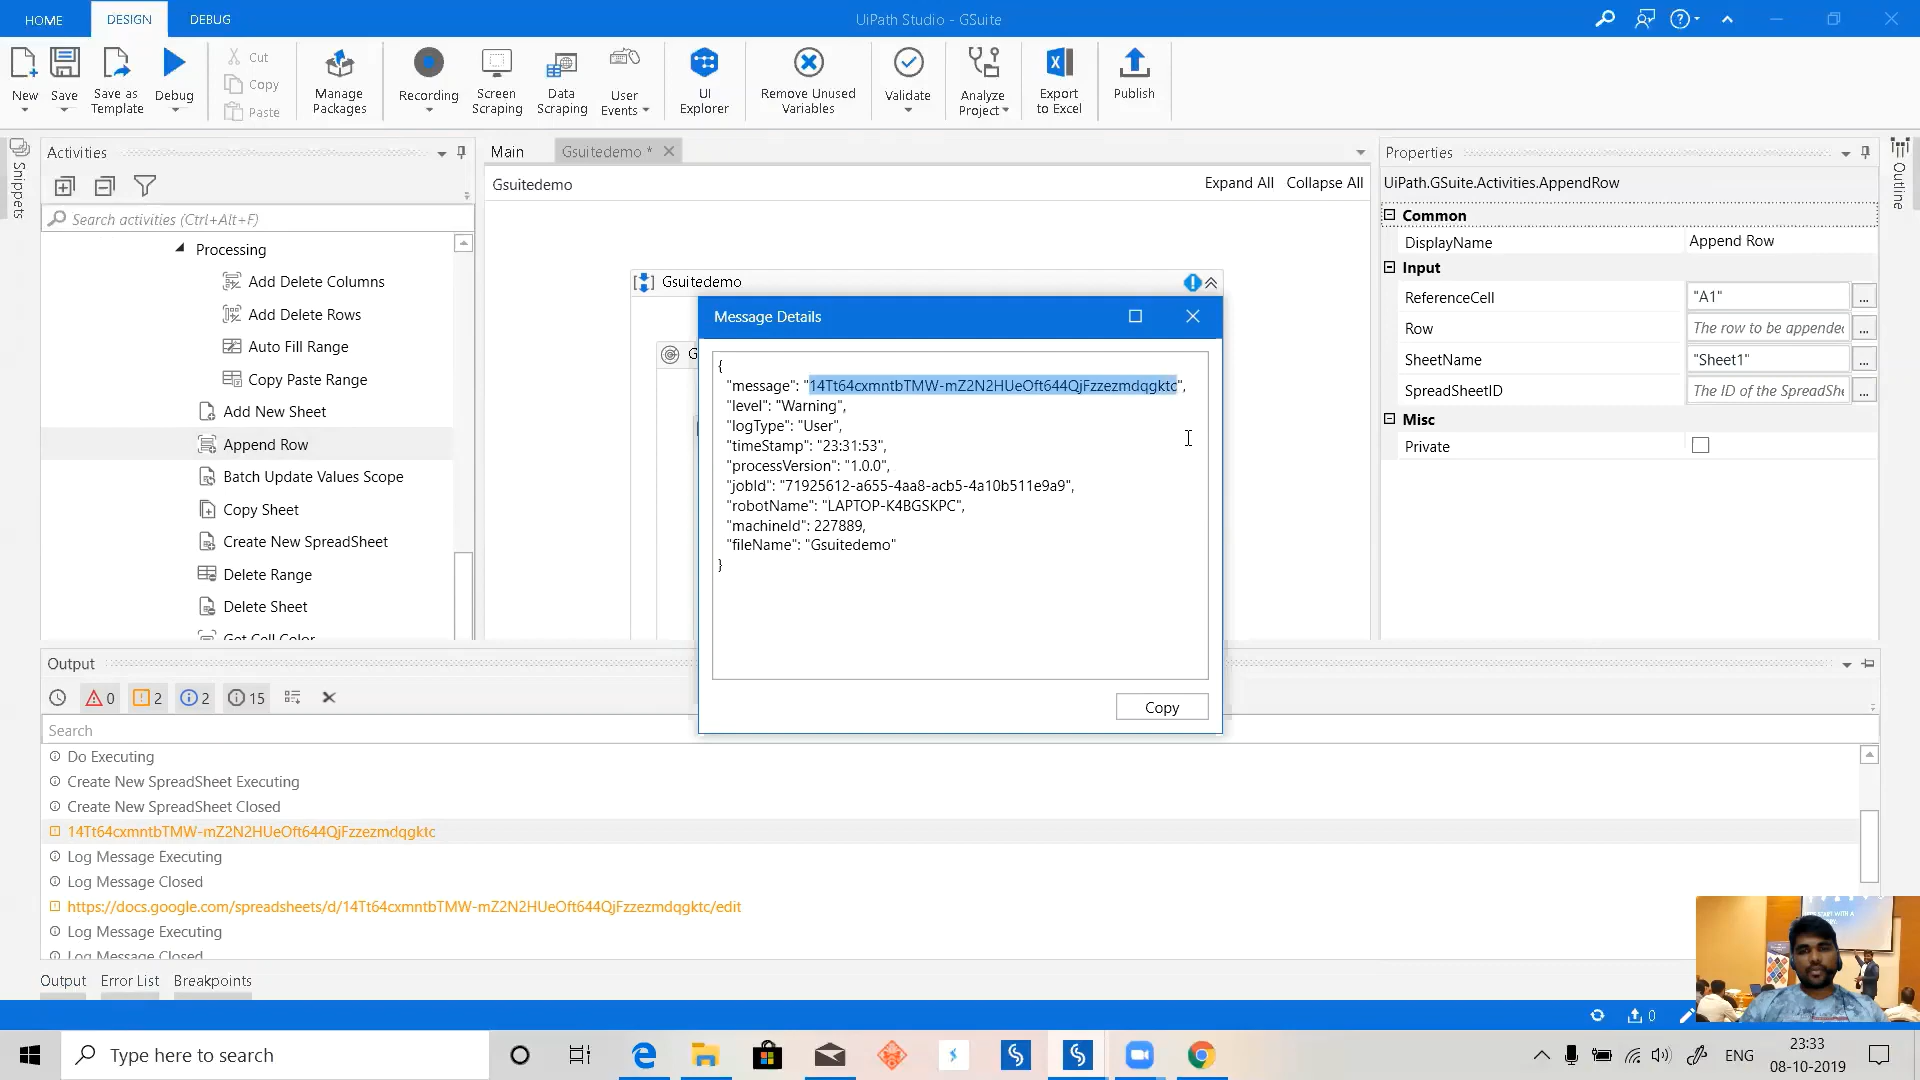 HOME
DESIGN
DEBUG
UiPath Studio - GSuite
New
Save
Save as
Template
Debug
Cut
Copy
Paste
Manage
Packages
Recording
Screen
Scraping
Data
Scraping
User
Events
UI
Explorer
Remove Unused
Variables
Validate
Analyze
Project
Export
to Excel
Publish
Snippets
Activities
Search activities (Ctrl+Alt+F)
Processing
Add Delete Columns
Add Delete Rows
Auto Fill Range
Copy Paste Range
Add New Sheet
Append Row
Batch Update Values Scope
Copy Sheet
Create New SpreadSheet
Delete Range
Delete Sheet
Get Cell Color
Main
Gsuitedemo *
Gsuitedemo
Expand All
Collapse All
Gsuitedemo
G
Message Details
{
"message": "14Tt64cxmntbTMW-mZ2N2HUeOft644QjFzzezmdqgktc",
"level": "Warning",
"logType": "User",
"timeStamp": "23:31:53",
"processVersion": "1.0.0",
"jobId": "71925612-a655-4aa8-acb5-4a10b511e9a9",
"robotName": "LAPTOP-K4BGSKPC",
"machineId": 227889,
"fileName": "Gsuitedemo"
}
Copy
Properties
UiPath.GSuite.Activities.AppendRow
Common
DisplayName
Append Row
Input
ReferenceCell
"A1"
...
Row
The row to be appended
...
SheetName
"Sheet1"
...
SpreadSheetID
The ID of the SpreadShe
...
Misc
Private
Outline
Output
0
2
2
15
Search
Do Executing
Create New SpreadSheet Executing
Create New SpreadSheet Closed
14Tt64cxmntbTMW-mZ2N2HUeOft644QjFzzezmdqgktc
Log Message Executing
Log Message Closed
https://docs.google.com/spreadsheets/d/14Tt64cxmntbTMW-mZ2N2HUeOft644QjFzzezmdqgktc/edit
Log Message Executing
Log Message Closed
Output
Error List
Breakpoints
0
START WITH A
Type here to search
ENG
23:33
08-10-2019